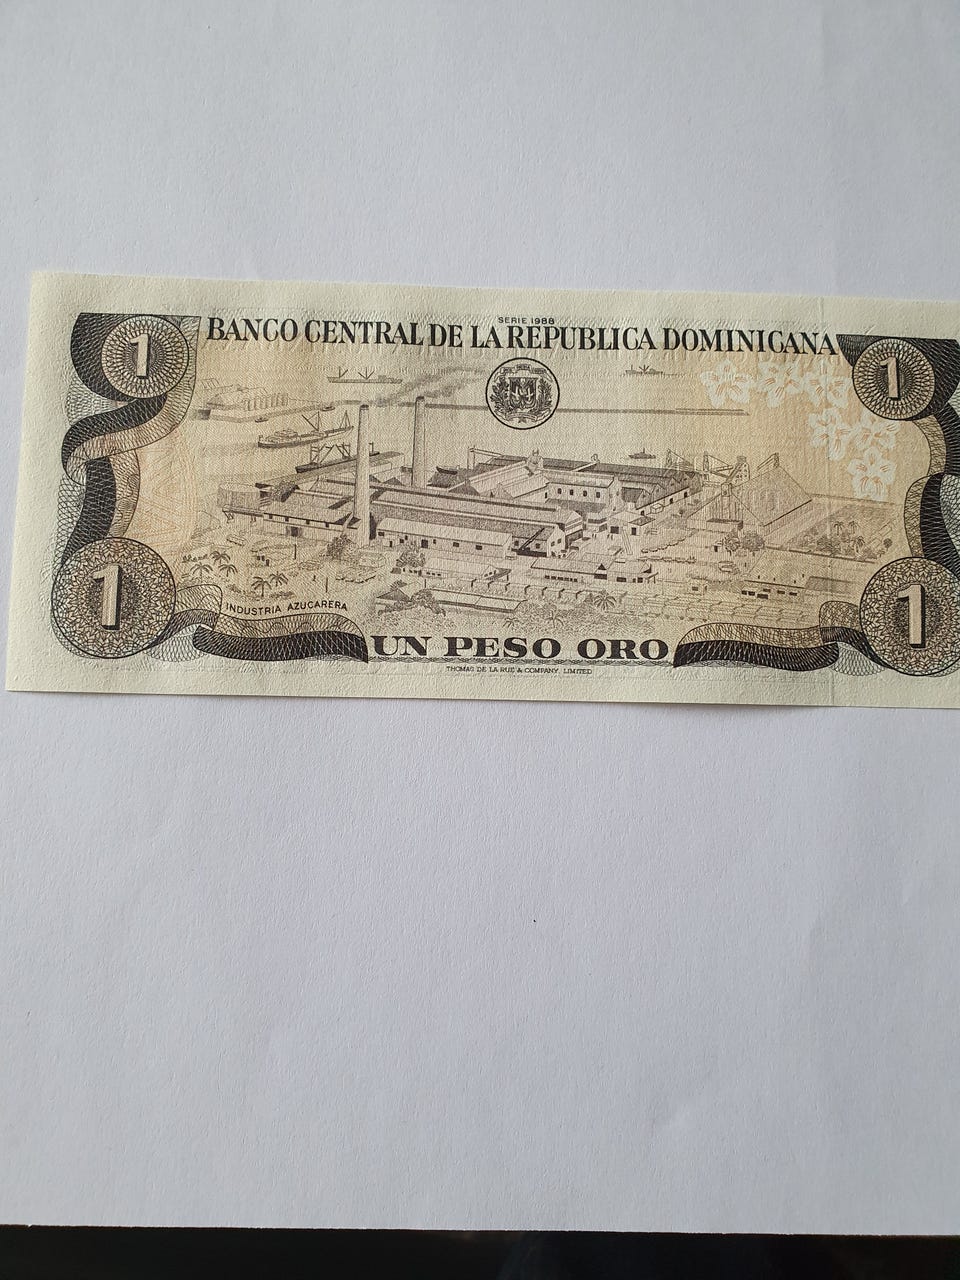 SERIE 1988
BANCO CENTRAL DE LA REPUBLICA DOMINICANA
1
1
1
1
INDUSTRIA AZUCARERA
UN PESO ORO
THOMAS DE LA RUE & COMPANY, LIMITED